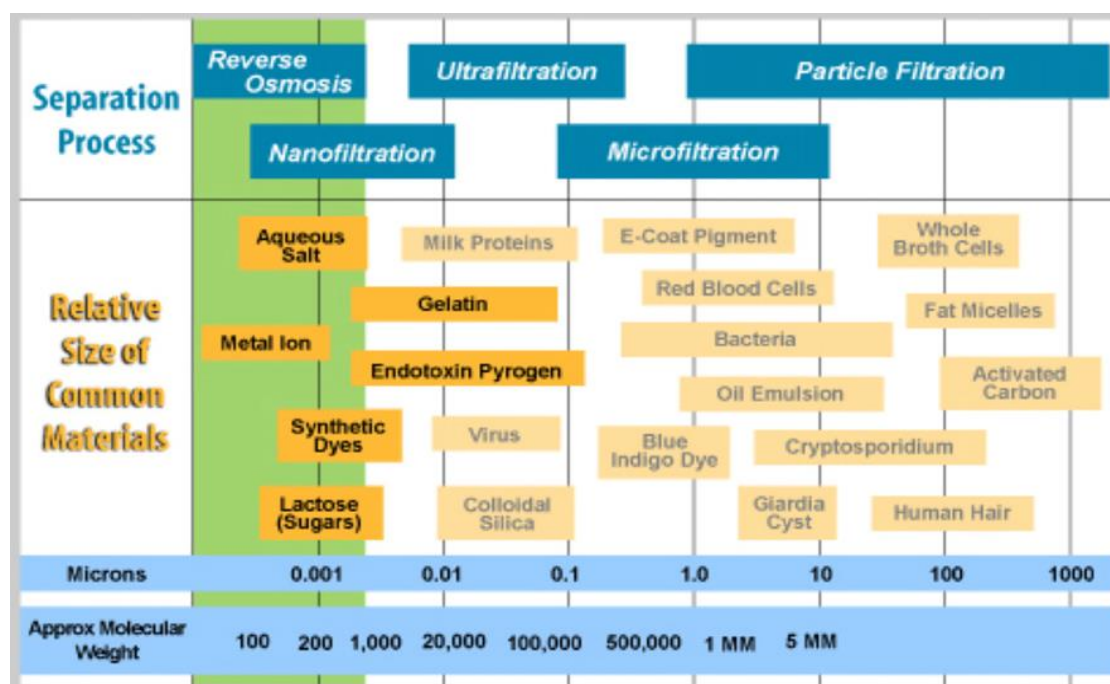 Separation
Process
Reverse
Osmosis
Ultrafiltration
Particle Filtration
Nanofiltration
Microfiltration
Relative
Size of
Common
Materials
Aqueous
Salt
Milk Proteins
E-Coat Pigment
Whole
Broth Cells
Gelatin
Red Blood Cells
Fat Micelles
Metal Ion
Bacteria
Endotoxin Pyrogen
Oil Emulsion
Activated
Carbon
Synthetic
Dyes
Virus
Blue
Indigo Dye
Cryptosporidium
Lactose
(Sugars)
Colloidal
Silica
Giardia
Cyst
Human Hair
Microns 0.001 0.01 0.1 1.0 10 100 1000
Approx Molecular
Weight
100 200 1,000 20,000 100,000 500,000 1 MM 5 MM